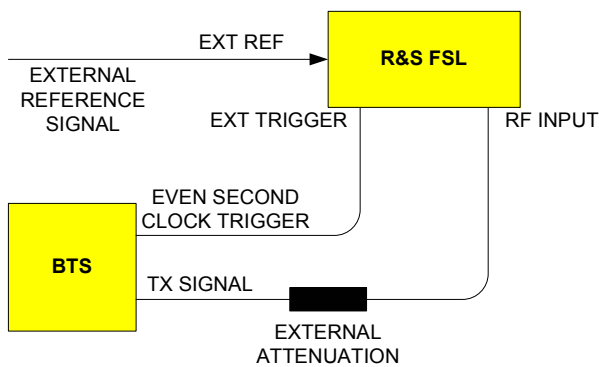 EXT REF
R&S FSL
EXTERNAL
REFERENCE
SIGNAL
EXT TRIGGER
RF INPUT
EVEN SECOND
CLOCK TRIGGER
BTS
TX SIGNAL
EXTERNAL
ATTENUATION